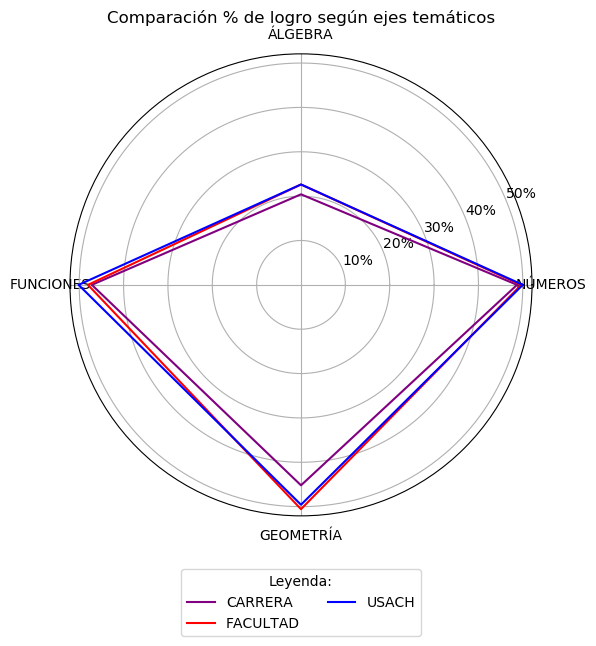 Comparación % de logro según ejes temáticos
ÁLGEBRA
50%
40%
30%
20%
10%
FUNCIONES
NÚMEROS
GEOMETRÍA
Leyenda:
CARRERA
USACH
FACULTAD